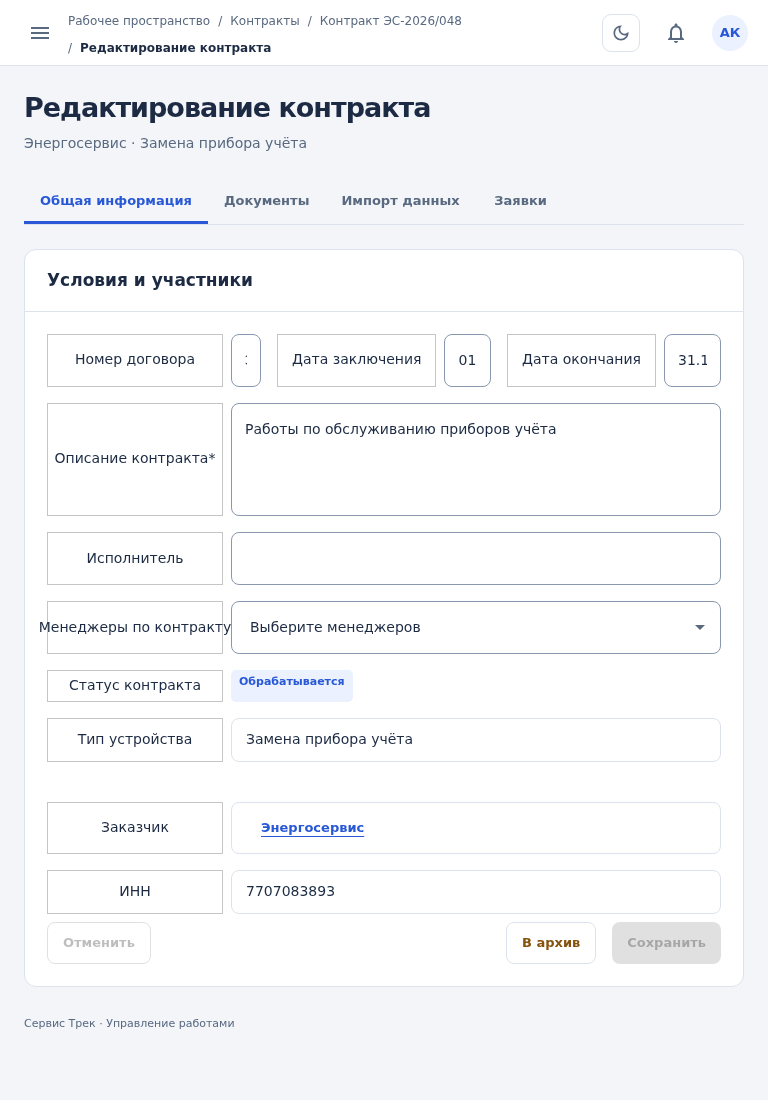 Рабочее пространство / Контракты / Контракт ЭС-2026/048
/ Редактирование контракта
АК
Редактирование контракта
Энергосервис · Замена прибора учёта
Общая информация Документы Импорт данных Заявки
Условия и участники
Номер договора Дата заключения 01 Дата окончания 31.1
Описание контракта* Работы по обслуживанию приборов учёта
Исполнитель
Менеджеры по контракту Выберите менеджеров
Статус контракта Обрабатывается
Тип устройства Замена прибора учёта
Заказчик Энергосервис
ИНН 7707083893
Отменить В архив Сохранить
Сервис Трек · Управление работами